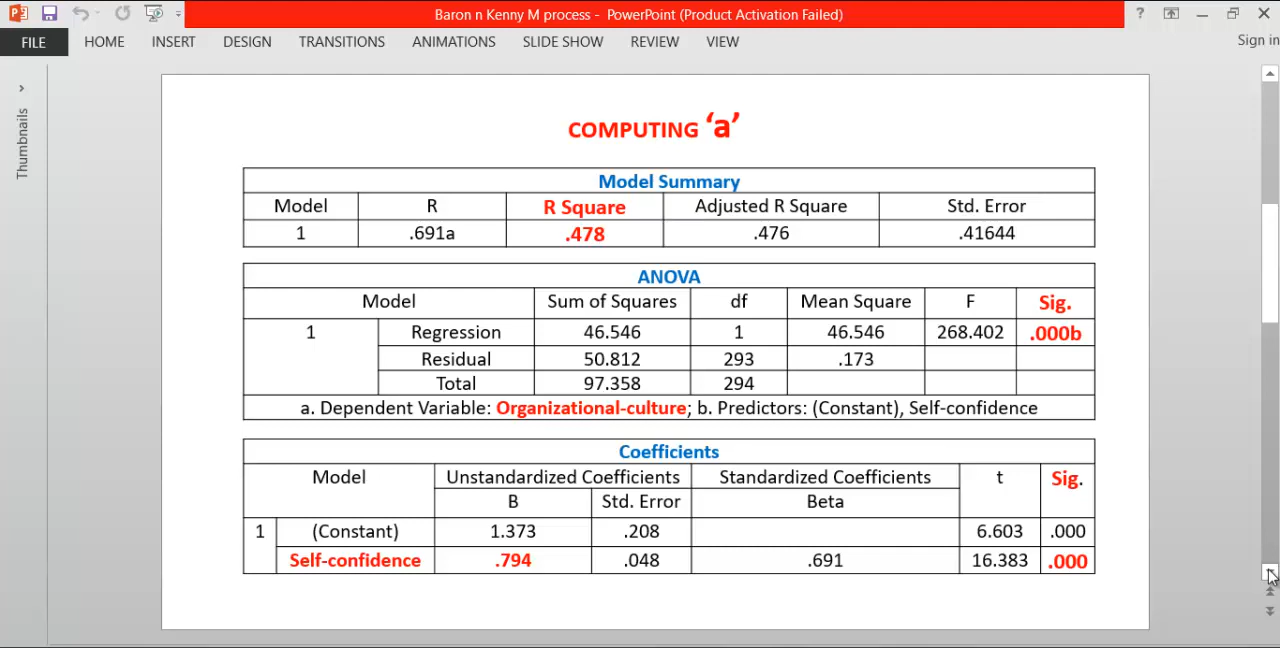 Baron n Kenny M process - PowerPoint (Product Activation Failed)
FILE HOME INSERT DESIGN TRANSITIONS ANIMATIONS SLIDE SHOW REVIEW VIEW Sign in
Thumbnails
COMPUTING ‘a’
Model Summary
Model R R Square Adjusted R Square Std. Error
1 .691a .478 .476 .41644
ANOVA
Model Sum of Squares df Mean Square F Sig.
1 Regression 46.546 1 46.546 268.402 .000b
Residual 50.812 293 .173
Total 97.358 294
a. Dependent Variable: Organizational-culture; b. Predictors: (Constant), Self-confidence
Coefficients
Model Unstandardized Coefficients Standardized Coefficients t Sig.
B Std. Error Beta
1 (Constant) 1.373 .208 6.603 .000
Self-confidence .794 .048 .691 16.383 .000